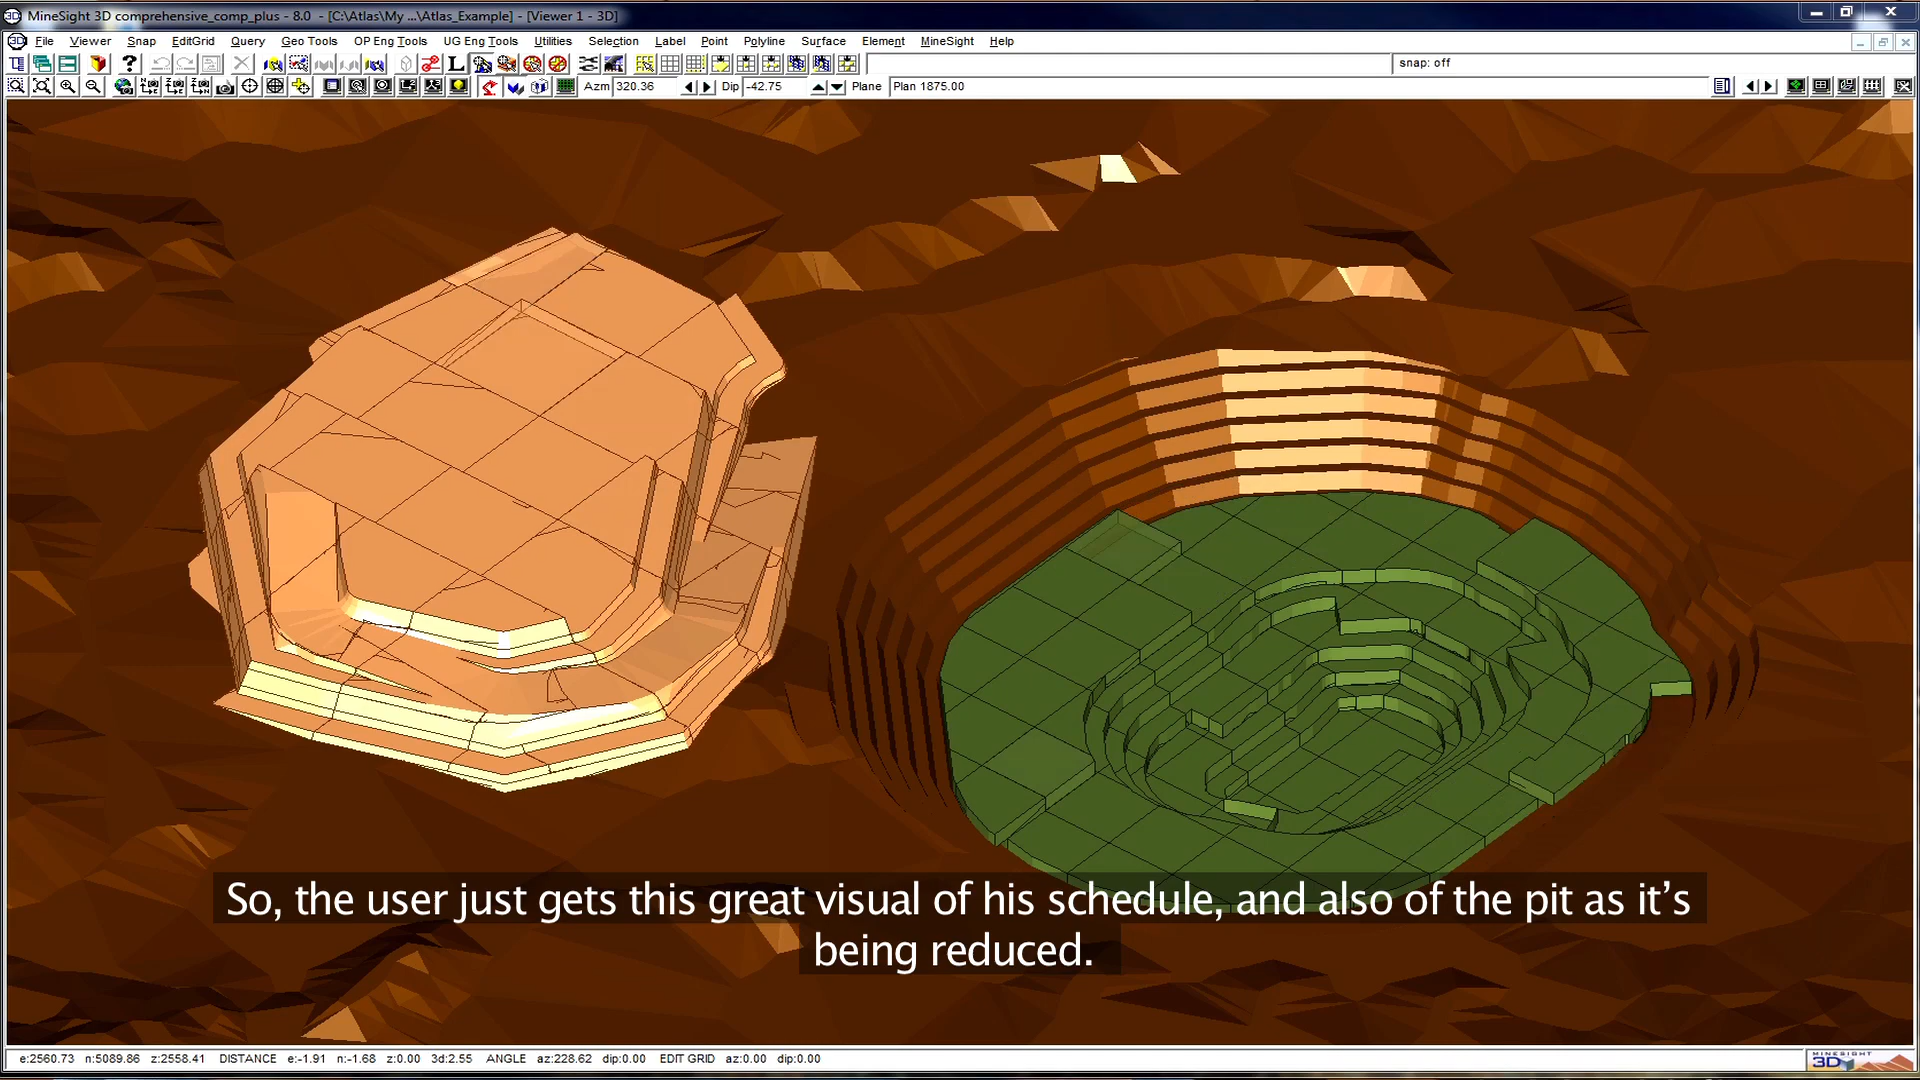 MineSight 3D comprehensive_comp_plus - 8.0 - [C:\Atlas\My ...\Atlas_Example] - [Viewer 1 - 3D]
File Viewer Snap EditGrid Query Geo Tools OP Eng Tools UG Eng Tools Utilities Selection Label Point Polyline Surface Element MineSight Help
snap: off
Azm 320.36 Dip -42.75 Plane Plan 1875.00
So, the user just gets this great visual of his schedule, and also of the pit as it’s
being reduced.
e:2560.73 n:5089.86 z:2558.41 DISTANCE e:-1.91 n:-1.68 z:0.00 3d:2.55 ANGLE az:228.62 dip:0.00 EDIT GRID az:0.00 dip:0.00
MINESIGHT
3D